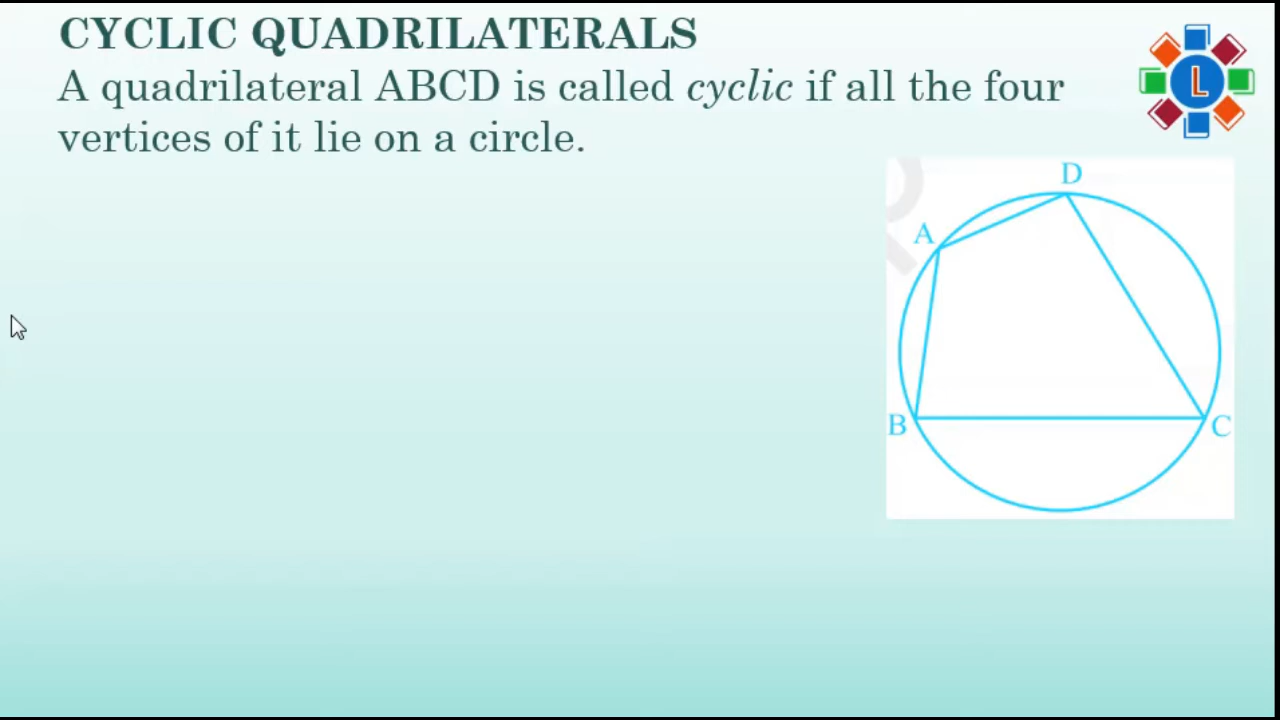 CYCLIC QUADRILATERALS
A quadrilateral ABCD is called cyclic if all the four
vertices of it lie on a circle.
L
D
A
B
C